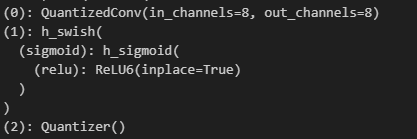 (0): QuantizedConv(in_channels=8, out_channels=8)
(1): h_swish(
  (sigmoid): h_sigmoid(
    (relu): ReLU6(inplace=True)
  )
)
(2): Quantizer()